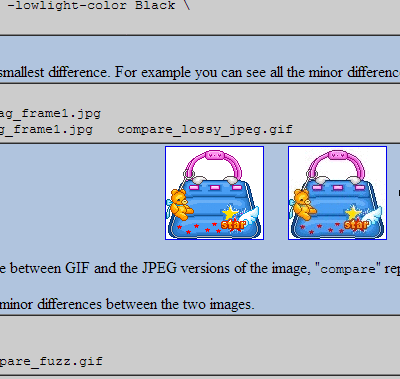 -lowlight-color Black \
smallest difference. For example you can see all the minor difference
ag_frame1.jpg
g_frame1.jpg compare_lossy_jpeg.gif
star star
e between GIF and the JPEG versions of the image, "compare" rep
minor differences between the two images.
pare_fuzz.gif